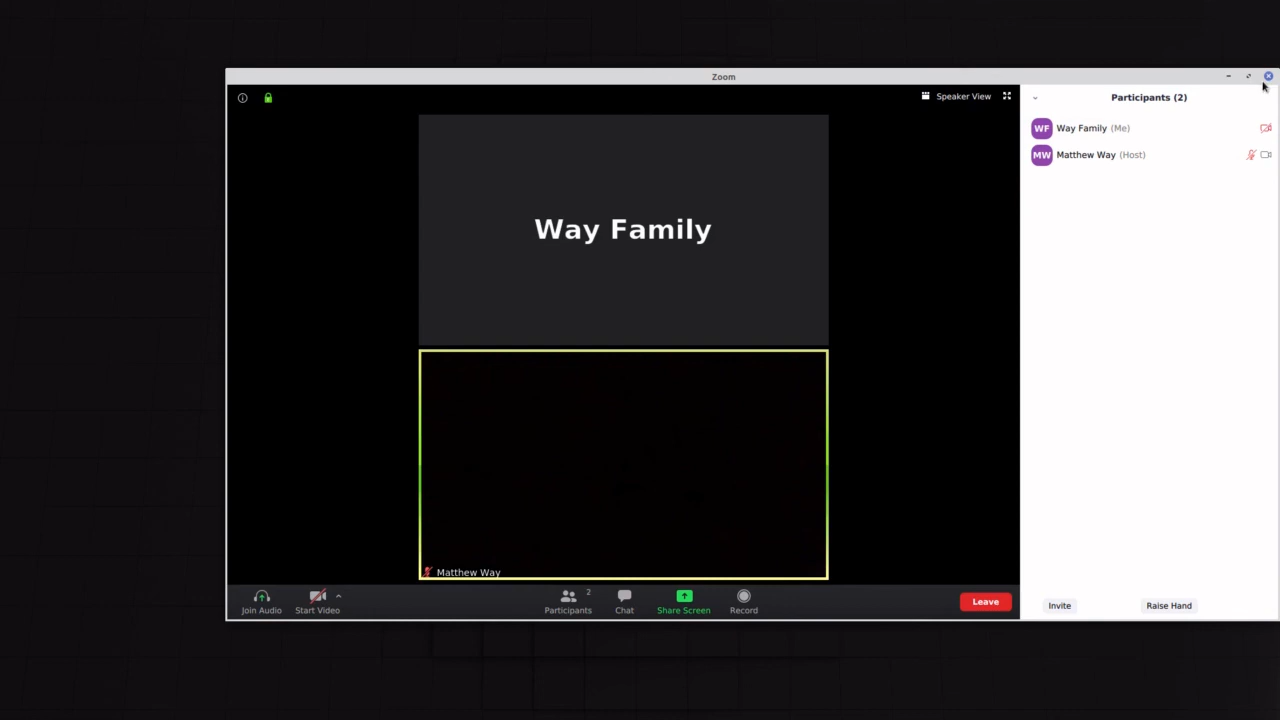 Zoom
Speaker View
Participants (2)
WF Way Family (Me)
MW Matthew Way (Host)
Way Family
Matthew Way
Join Audio
Start Video
Participants 2
Chat
Share Screen
Record
Leave
Invite
Raise Hand